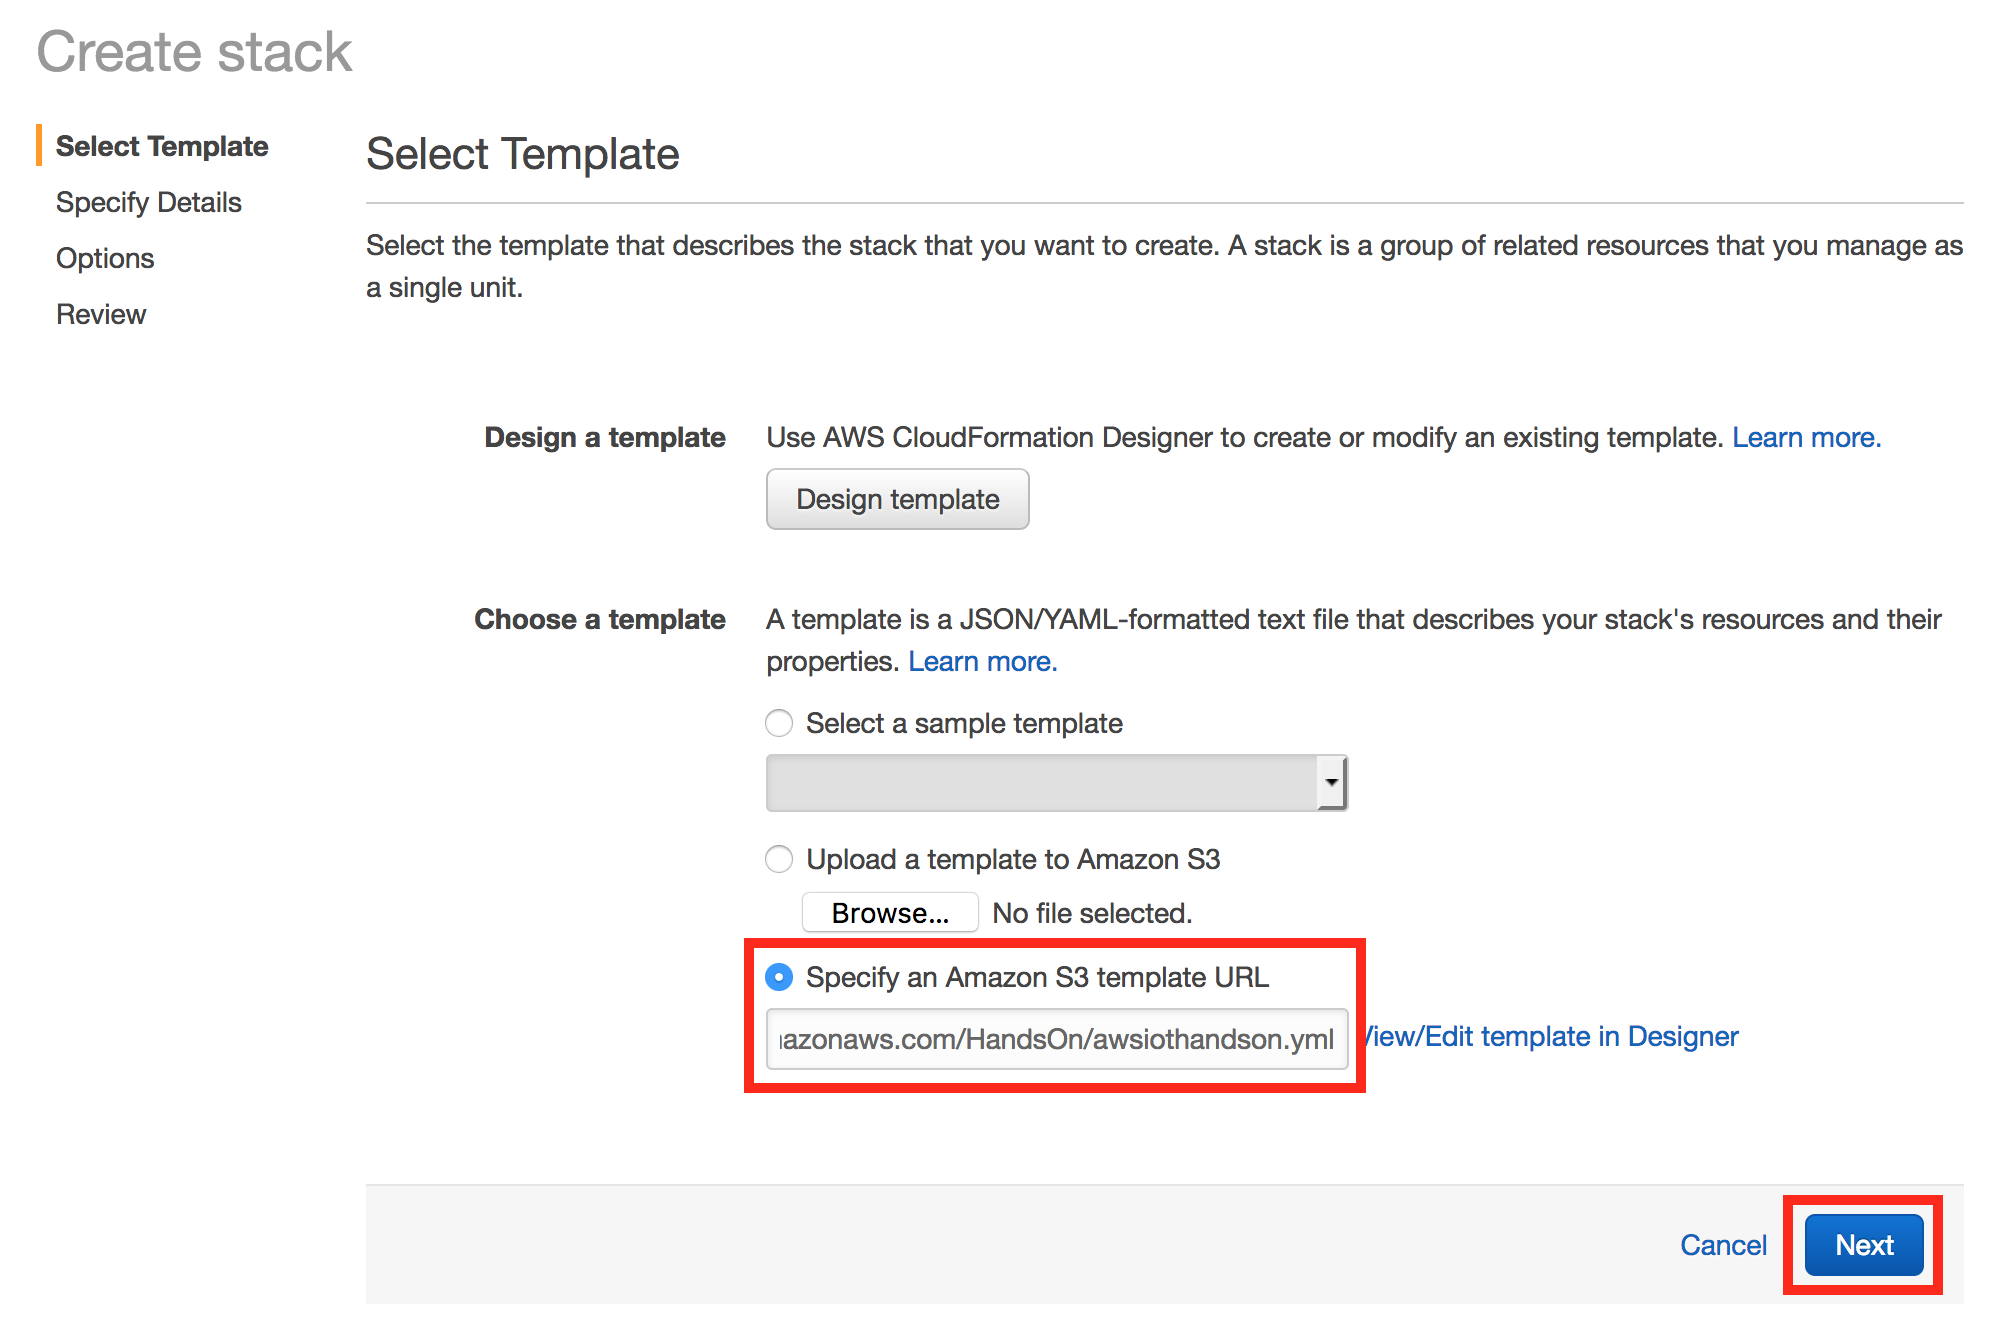 Create stack
Select Template
Specify Details
Options
Review
Select Template
Select the template that describes the stack that you want to create. A stack is a group of related resources that you manage as
a single unit.
Design a template
Use AWS CloudFormation Designer to create or modify an existing template. Learn more.
Design template
Choose a template
A template is a JSON/YAML-formatted text file that describes your stack's resources and their
properties. Learn more.
Select a sample template
Upload a template to Amazon S3
Browse... No file selected.
Specify an Amazon S3 template URL
azonaws.com/HandsOn/awsiothandson.yml
View/Edit template in Designer
Cancel
Next